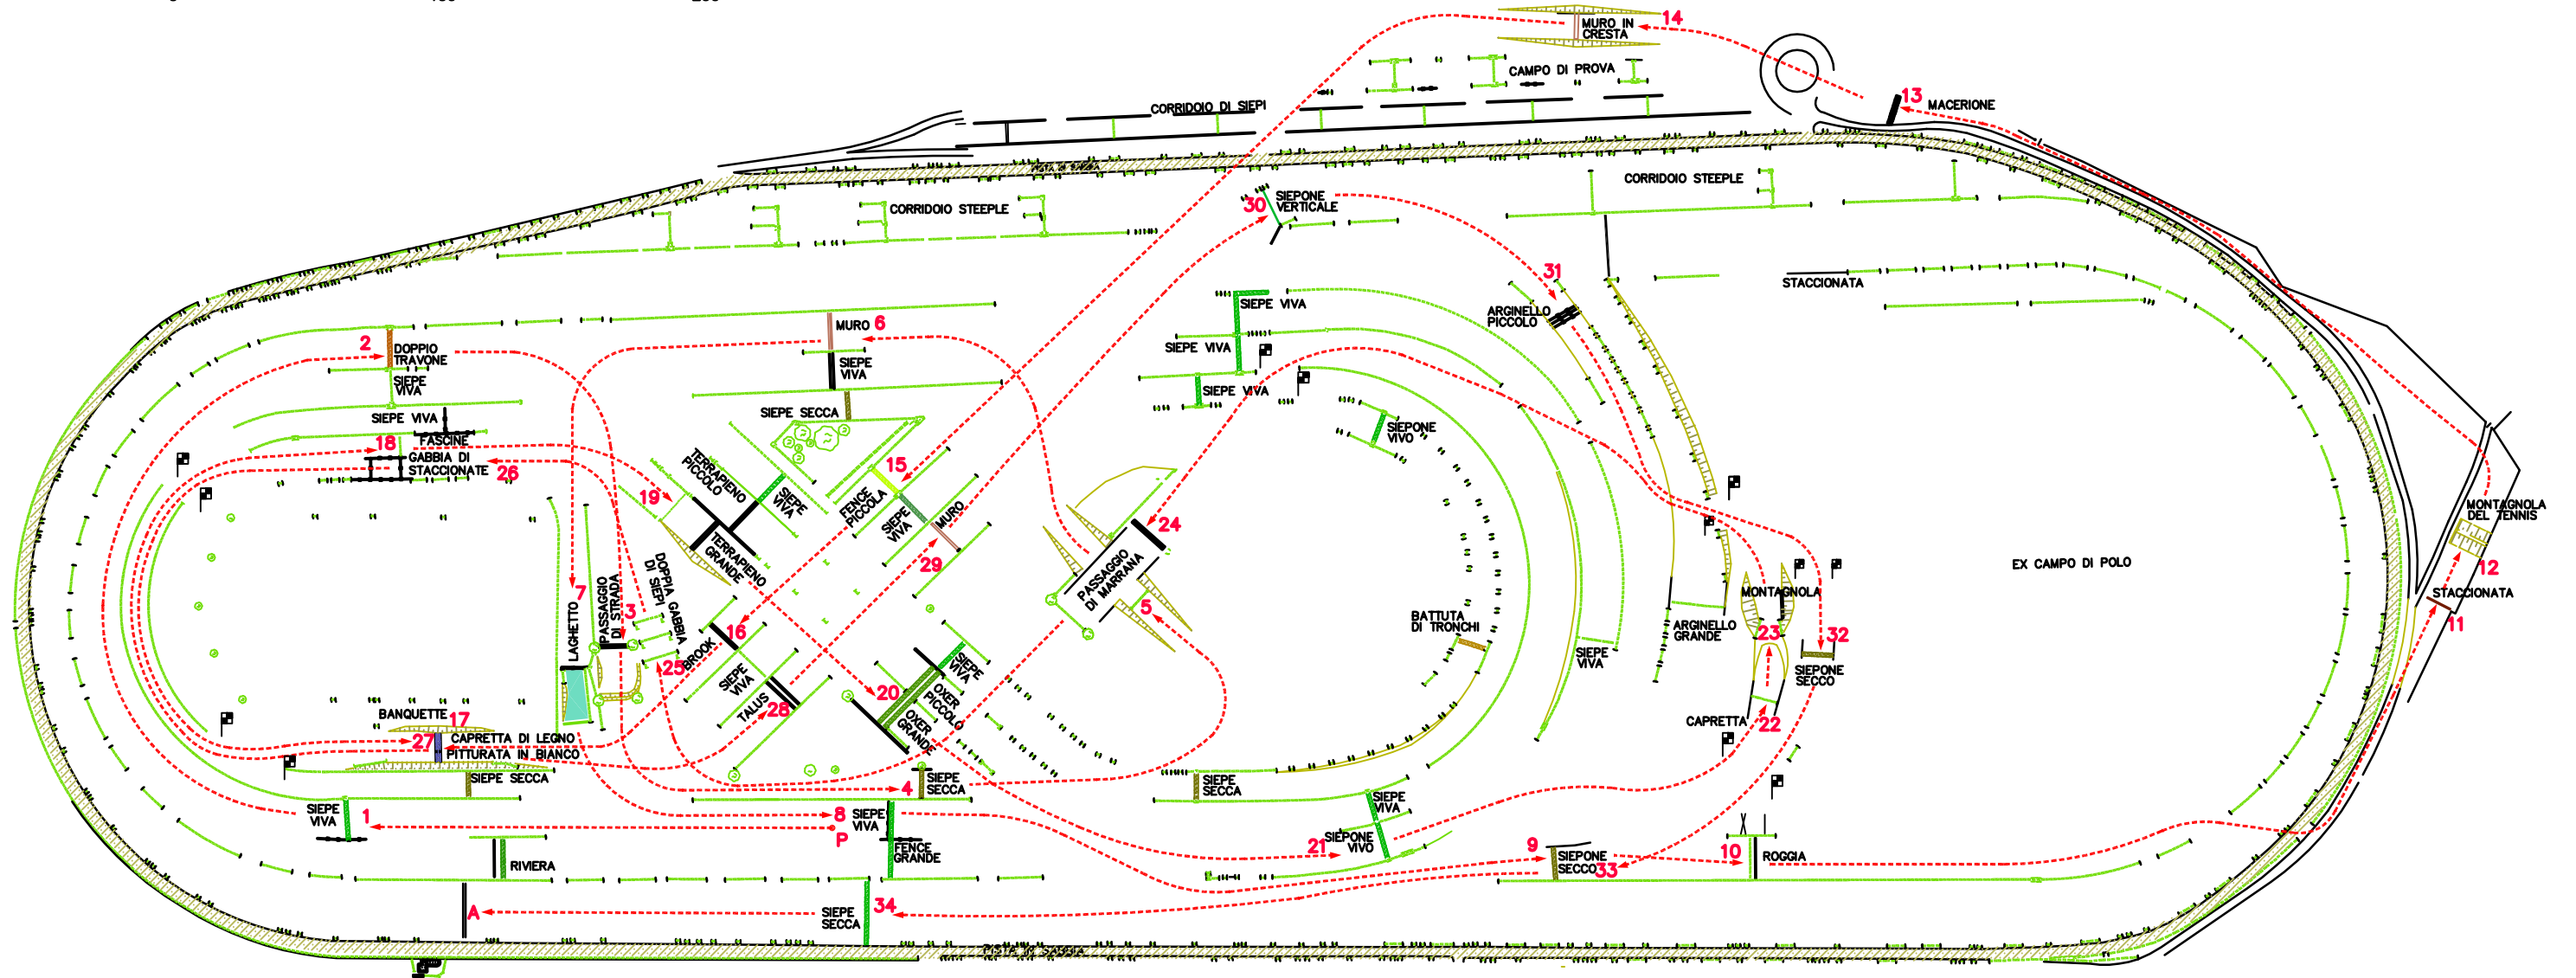 14
MURO IN
CRESTA
CAMPO DI PROVA
13
MACERIONE
CORRIDOIO DI SIEPI
CORRIDOIO STEEPLE
CORRIDOIO STEEPLE
30
SIEPONE
VERTICALE
31
STACCIONATA
SIEPE VIVA
ARGINELLO
PICCOLO
2
DOPPIO
TRAVONE
MURO
6
SIEPE VIVA
SIEPE
VIVA
SIEPE
VIVA
SIEPE VIVA
SIEPE VIVA
SIEPE SECCA
SIEPONE
VIVO
18
FASCINE
GABBIA DI
STACCIONATE
26
19
TERRAPIENO
PICCOLO
SIEPE
VIVA
15
FENCE
PICCOLA
SIEPE
VIVA
MURO
24
MONTAGNOLA
DEL TENNIS
12
TERRAPIENO
GRANDE
29
PASSAGGIO
DI MARRANA
5
EX CAMPO DI POLO
STACCIONATA
11
7
LAGHETTO
PASSAGGIO
DI STRADA
3
DOPPIA GABBIA
DI SIEPI
25
BROOK
16
MONTAGNOLA
ARGINELLO
GRANDE
23
32
BATTUTA
DI TRONCHI
SIEPE
VIVA
SIEPONE
SECCO
SIEPE
VIVA
TALUS
28
20
SIEPE
VIVA
OXER
PICCOLO
OXER
GRANDE
CAPRETTA
22
BANQUETTE
17
27
CAPRETTA DI LEGNO
PITTURATA IN BIANCO
SIEPE SECCA
4
SIEPE
SECCA
SIEPE
SECCA
SIEPE
VIVA
1
8
P
SIEPE
VIVA
FENCE
GRANDE
SIEPE
VIVA
21
SIEPONE
VIVO
9
SIEPONE
SECCO
33
10
ROGGIA
RIVIERA
A
SIEPE
SECCA
34
PISTA IN SABBIA